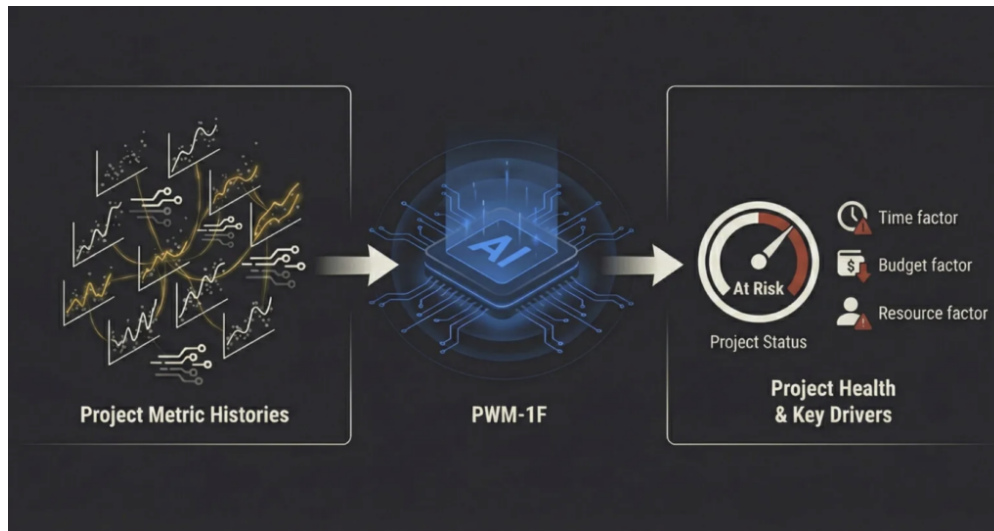 Project Metric Histories
AI
PWM-1F
At Risk
Project Status
$
Time factor
Budget factor
Resource factor
Project Health
& Key Drivers